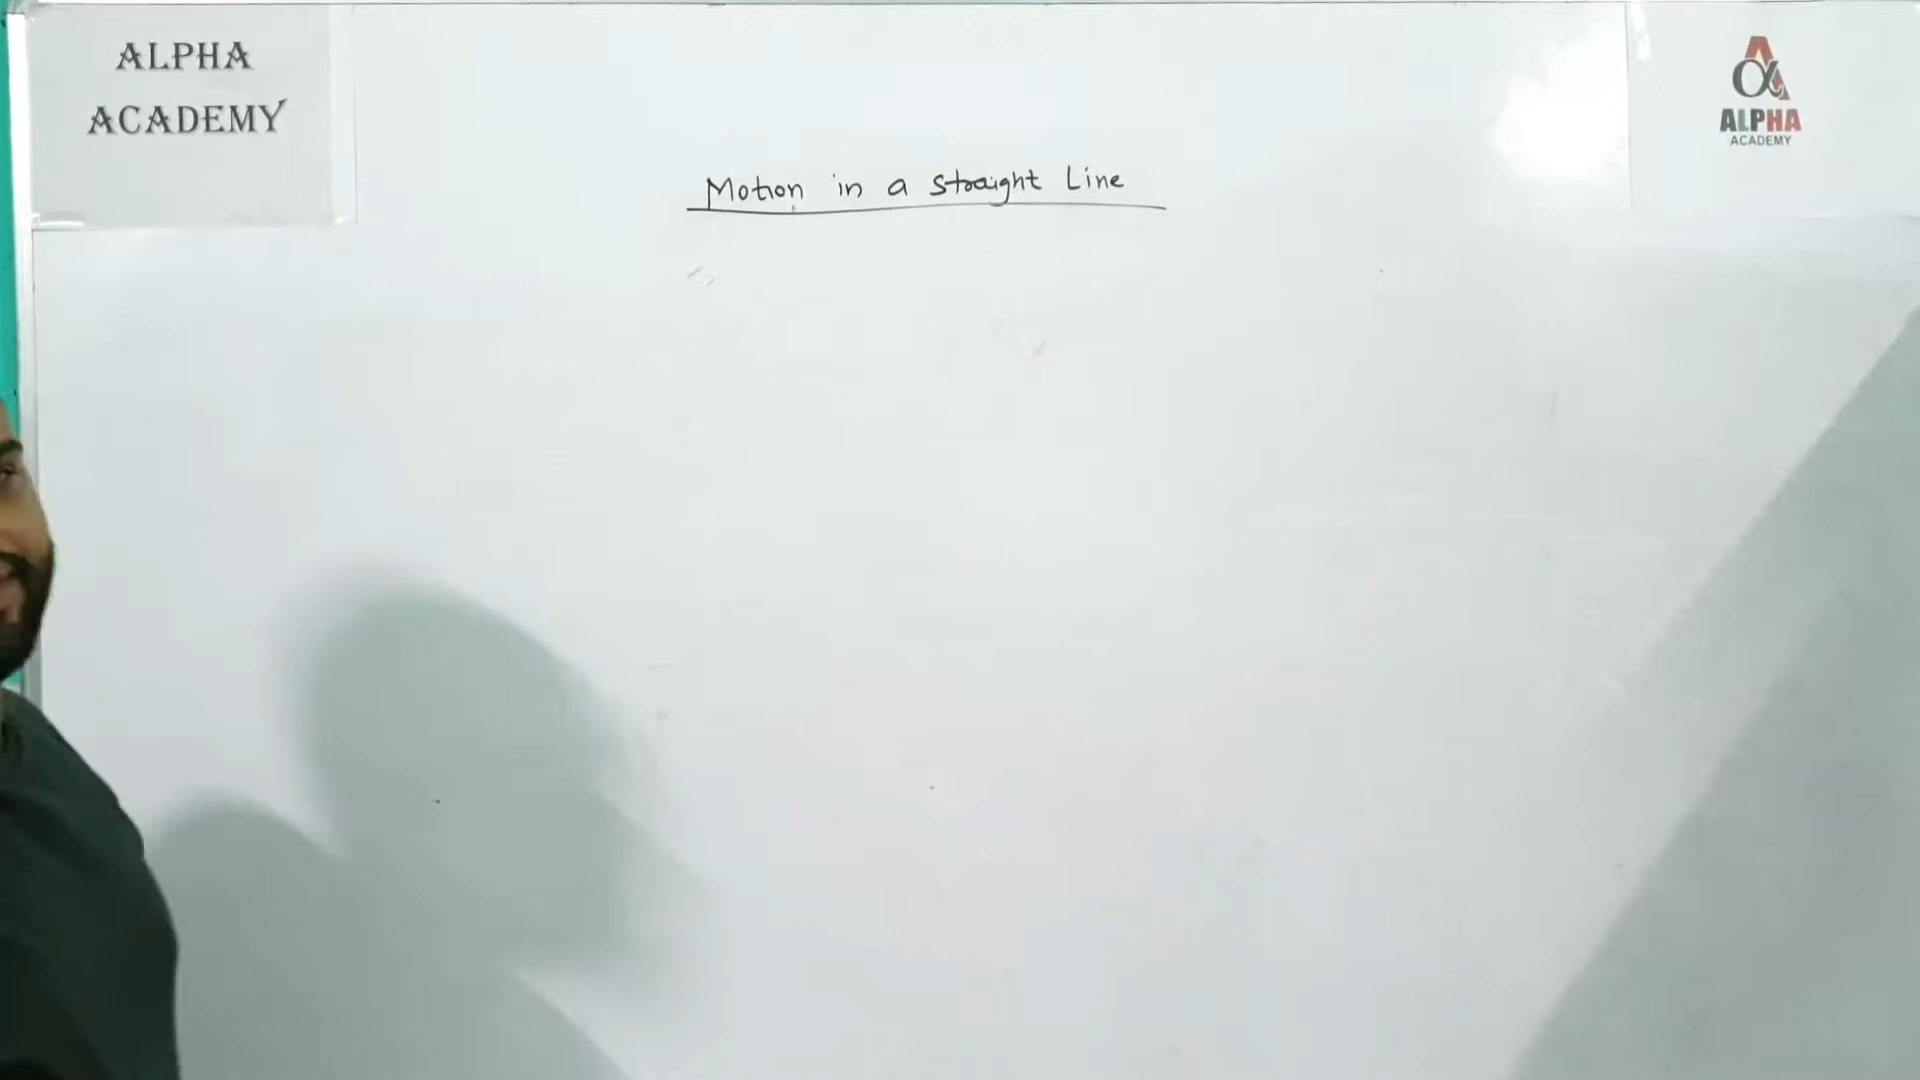 ALPHA
ACADEMY
α
ALPHA
ACADEMY
Motion in a Straight Line